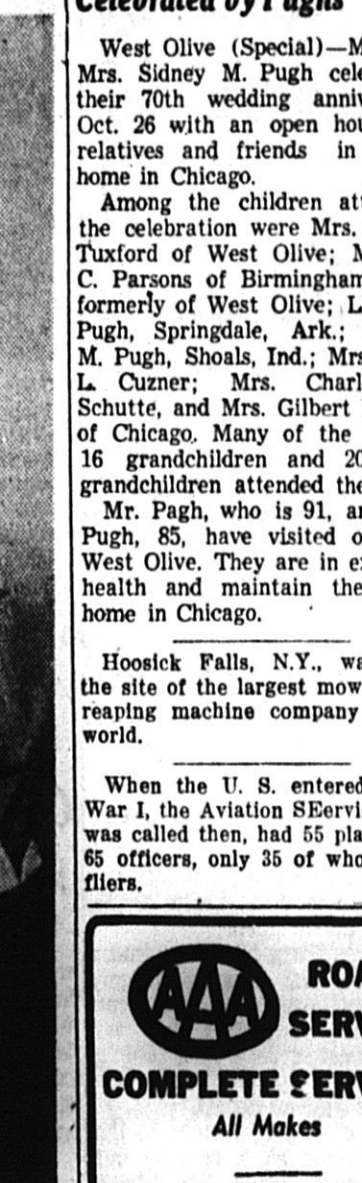 Celebrated by Pughs
West Olive (Special)—M
Mrs. Sidney M. Pugh cele
their 70th wedding anniv
Oct. 26 with an open hou
relatives and friends in
home in Chicago.
Among the children att
the celebration were Mrs.
Tuxford of West Olive; M
C. Parsons of Birmingham
formerly of West Olive; L
Pugh, Springdale, Ark.;
M. Pugh, Shoals, Ind.; Mrs
L. Cuzner; Mrs. Charl
Schutte, and Mrs. Gilbert
of Chicago. Many of the
16 grandchildren and 20
grandchildren attended the
Mr. Pagh, who is 91, an
Pugh, 85, have visited o
West Olive. They are in ex
health and maintain the
home in Chicago.
Hoosick Falls, N.Y., wa
the site of the largest mow
reaping machine company
world.
When the U. S. entered
War I, the Aviation SEervi
was called then, had 55 pla
65 officers, only 35 of who
fliers.
AAA
ROA
SERV
COMPLETE SERV
All Makes